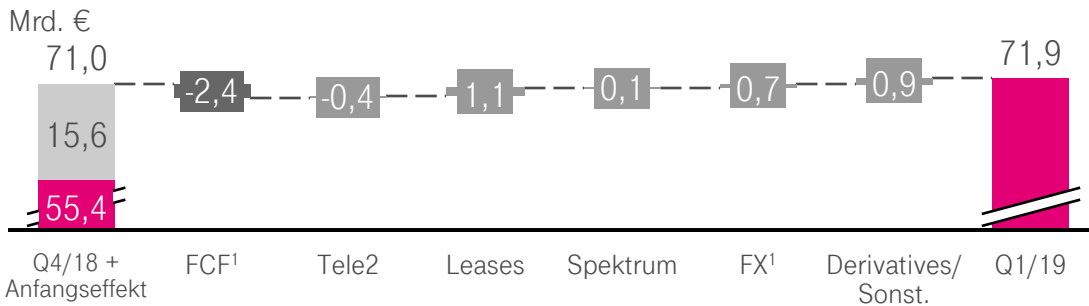 Mrd. €
71,0
71,9
-2,4
-0,4
1,1
0,1
0,7
0,9
15,6
55,4
Q4/18 +
Anfangseffekt
FCF¹
Tele2
Leases
Spektrum
FX¹
Derivatives/
Sonst.
Q1/19